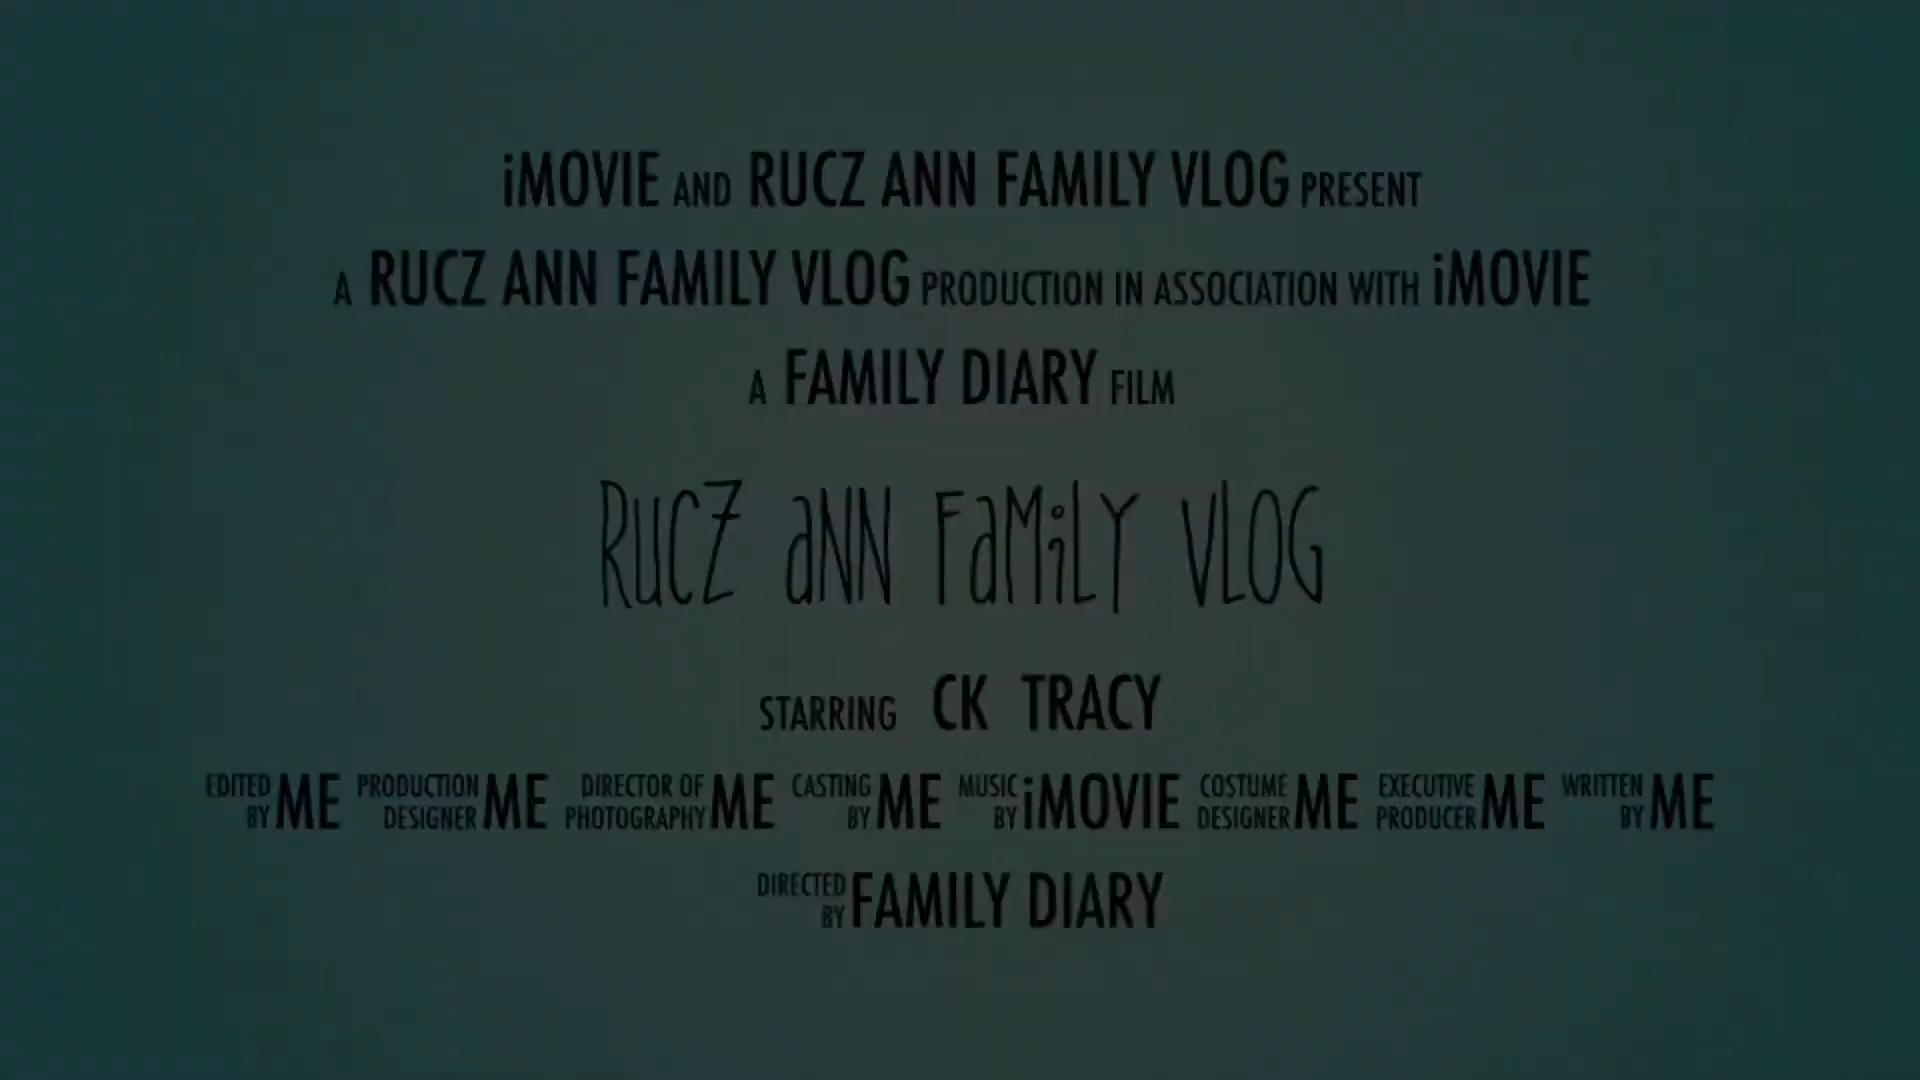 iMOVIE AND RUCZ ANN FAMILY VLOG PRESENT
A RUCZ ANN FAMILY VLOG PRODUCTION IN ASSOCIATION WITH iMOVIE
A FAMILY DIARY FILM
RUCZ aNN FaMiLY VLOG
STARRING CK TRACY
EDITED BY ME PRODUCTION DESIGNER ME DIRECTOR OF PHOTOGRAPHY ME CASTING BY ME MUSIC BY iMOVIE COSTUME DESIGNER ME EXECUTIVE PRODUCER ME WRITTEN BY ME
DIRECTED BY FAMILY DIARY